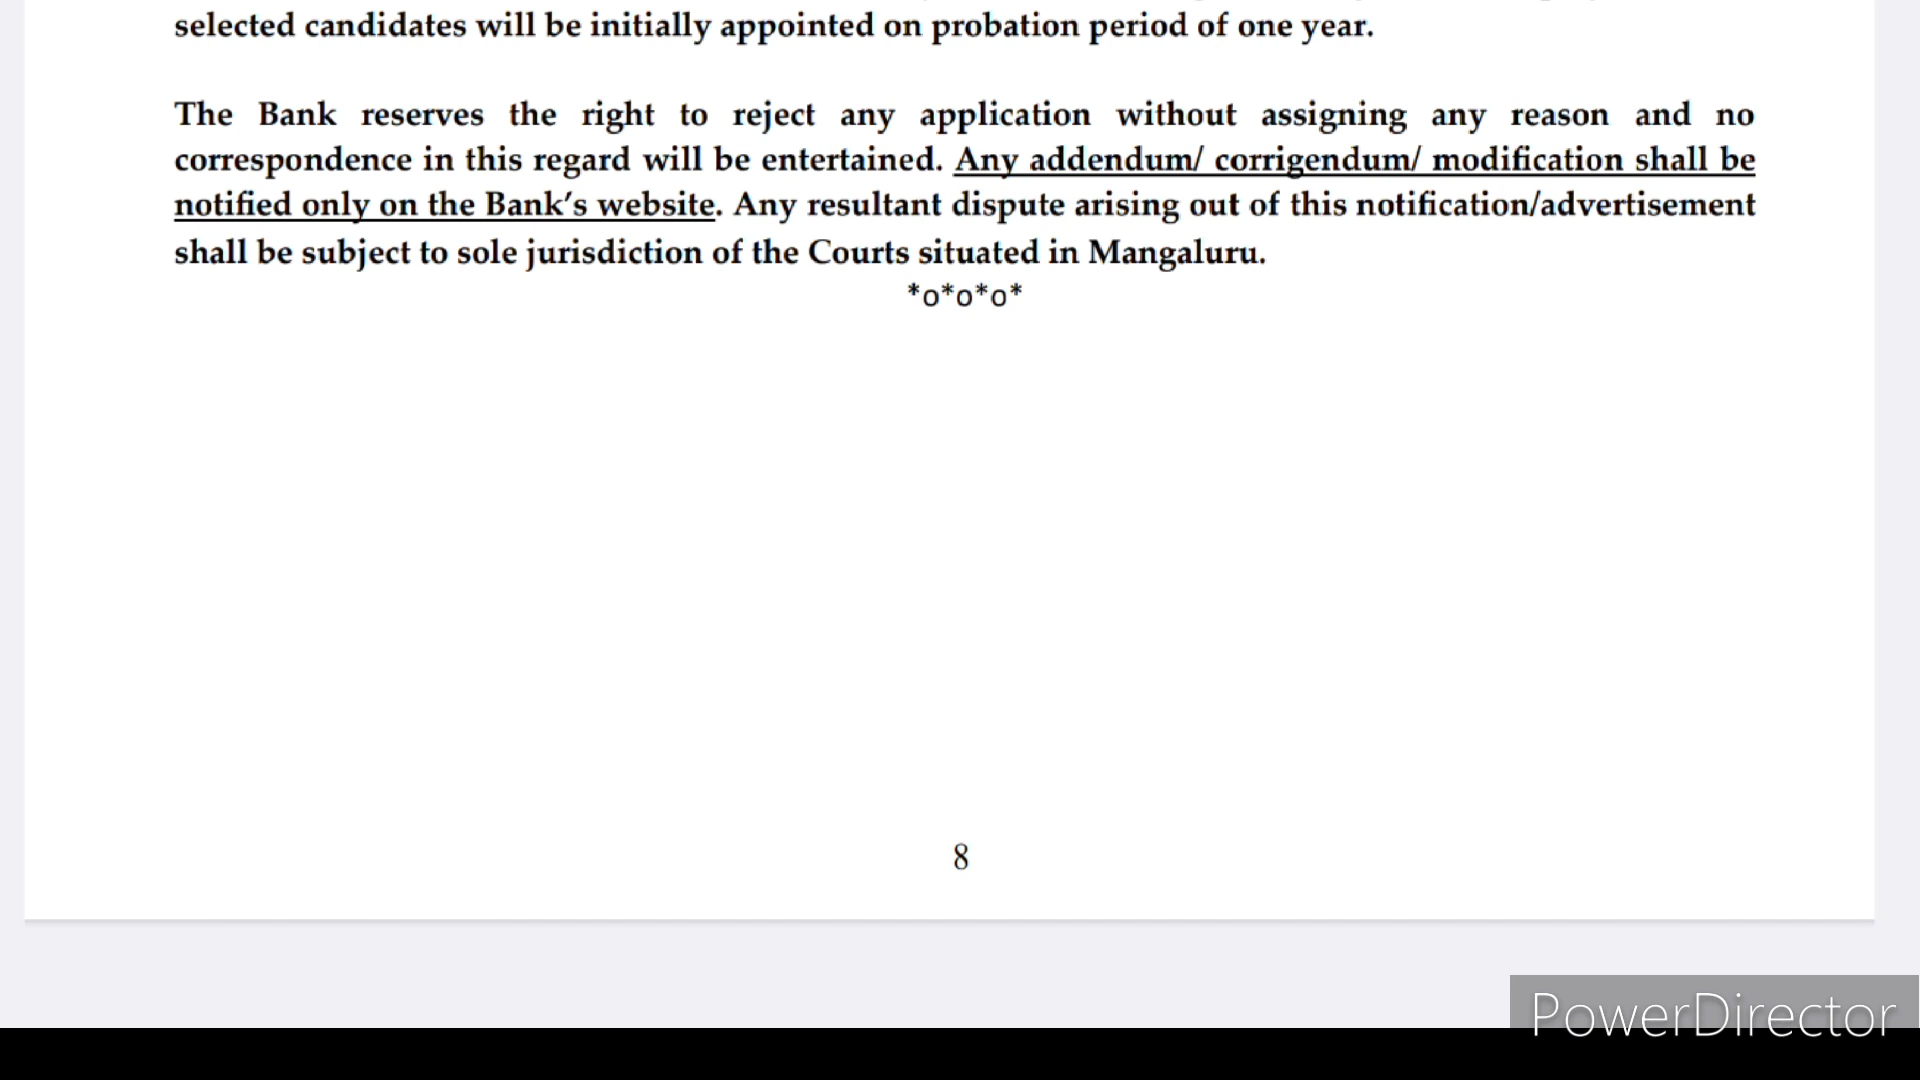 selected candidates will be initially appointed on probation period of one year.
The Bank reserves the right to reject any application without assigning any reason and no
correspondence in this regard will be entertained. Any addendum/ corrigendum/ modification shall be
notified only on the Bank’s website. Any resultant dispute arising out of this notification/advertisement
shall be subject to sole jurisdiction of the Courts situated in Mangaluru.
*o*o*o*
8
PowerDirector